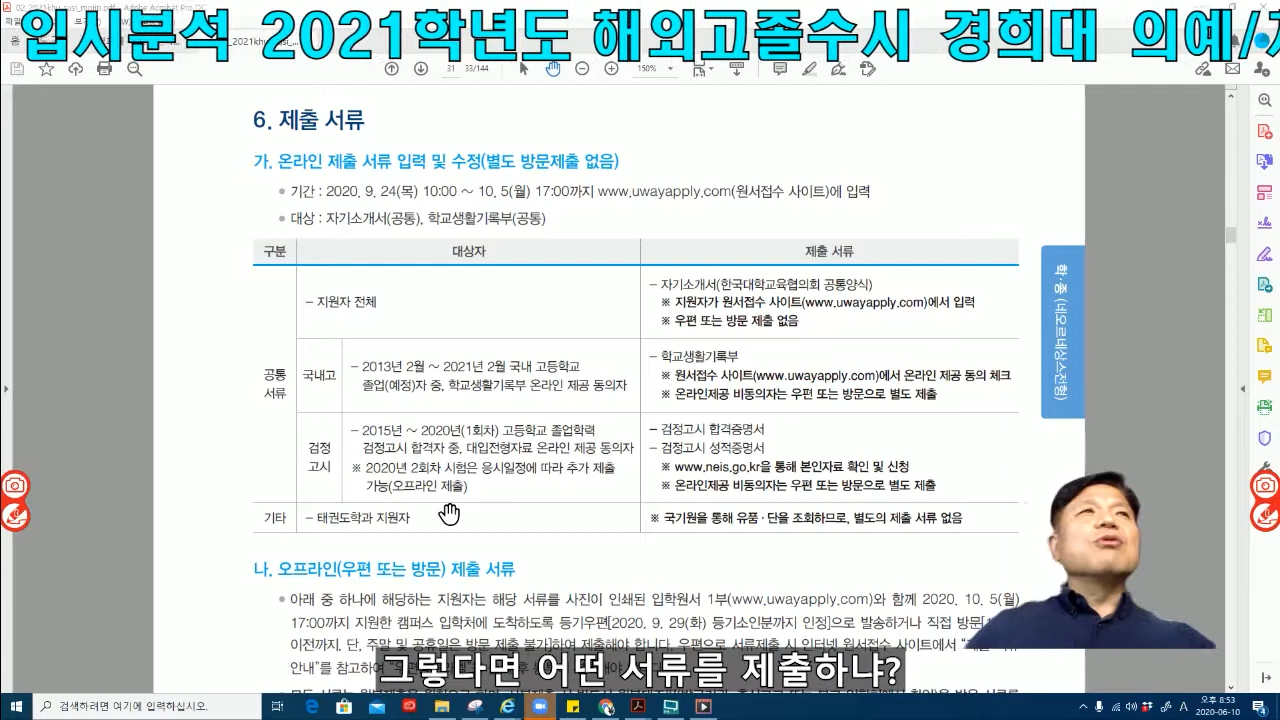 입시분석 2021학년도 해외고졸수시 경희대 의예/
31 33/144
150%
6. 제출 서류
가. 온라인 제출 서류 입력 및 수정(별도 방문제출 없음)
기간 : 2020. 9. 24(목) 10:00 ~ 10. 5(월) 17:00까지 www.uwayapply.com(원서접수 사이트)에 입력
대상 : 자기소개서(공통), 학교생활기록부(공통)
구분 대상자 제출 서류
공통 서류
- 지원자 전체
- 자기소개서(한국대학교육협의회 공통양식)
※ 지원자가 원서접수 사이트(www.uwayapply.com)에서 입력
※ 우편 또는 방문 제출 없음
국내고
- 2013년 2월 ~ 2021년 2월 국내 고등학교
졸업(예정)자 중, 학교생활기록부 온라인 제공 동의자
- 학교생활기록부
※ 원서접수 사이트(www.uwayapply.com)에서 온라인 제공 동의 체크
※ 온라인제공 비동의자는 우편 또는 방문으로 별도 제출
검정
고시
- 2015년 ~ 2020년(1회차) 고등학교 졸업학력
검정고시 합격자 중, 대입전형자료 온라인 제공 동의자
※ 2020년 2회차 시험은 응시일정에 따라 추가 제출
가능(오프라인 제출)
- 검정고시 합격증명서
- 검정고시 성적증명서
※ www.neis.go.kr을 통해 본인자료 확인 및 신청
※ 온라인제공 비동의자는 우편 또는 방문으로 별도 제출
기타 - 태권도학과 지원자 ※ 국기원을 통해 유품·단을 조회하므로, 별도의 제출 서류 없음
학·종 (네오르네상스전형)
나. 오프라인(우편 또는 방문) 제출 서류
아래 중 하나에 해당하는 지원자는 해당 서류를 사진이 인쇄된 입학원서 1부(www.uwayapply.com)와 함께 2020. 10. 5(월)
17:00까지 지원한 캠퍼스 입학처에 도착하도록 등기우편[2020. 9. 29(화) 등기소인분까지 인정]으로 발송하거나 직접 방문
이전까지. 단, 주말 및 공휴일은 방문 제출 불가]하여 제출해야 합니다. 우편으로 서류제출 시 인터넷 원서접수 사이트에서
안내"를 참고하여
그렇다면 어떤 서류를 제출하냐?
검색하려면 여기에 입력하십시오.
오후 8:53
2020-06-10